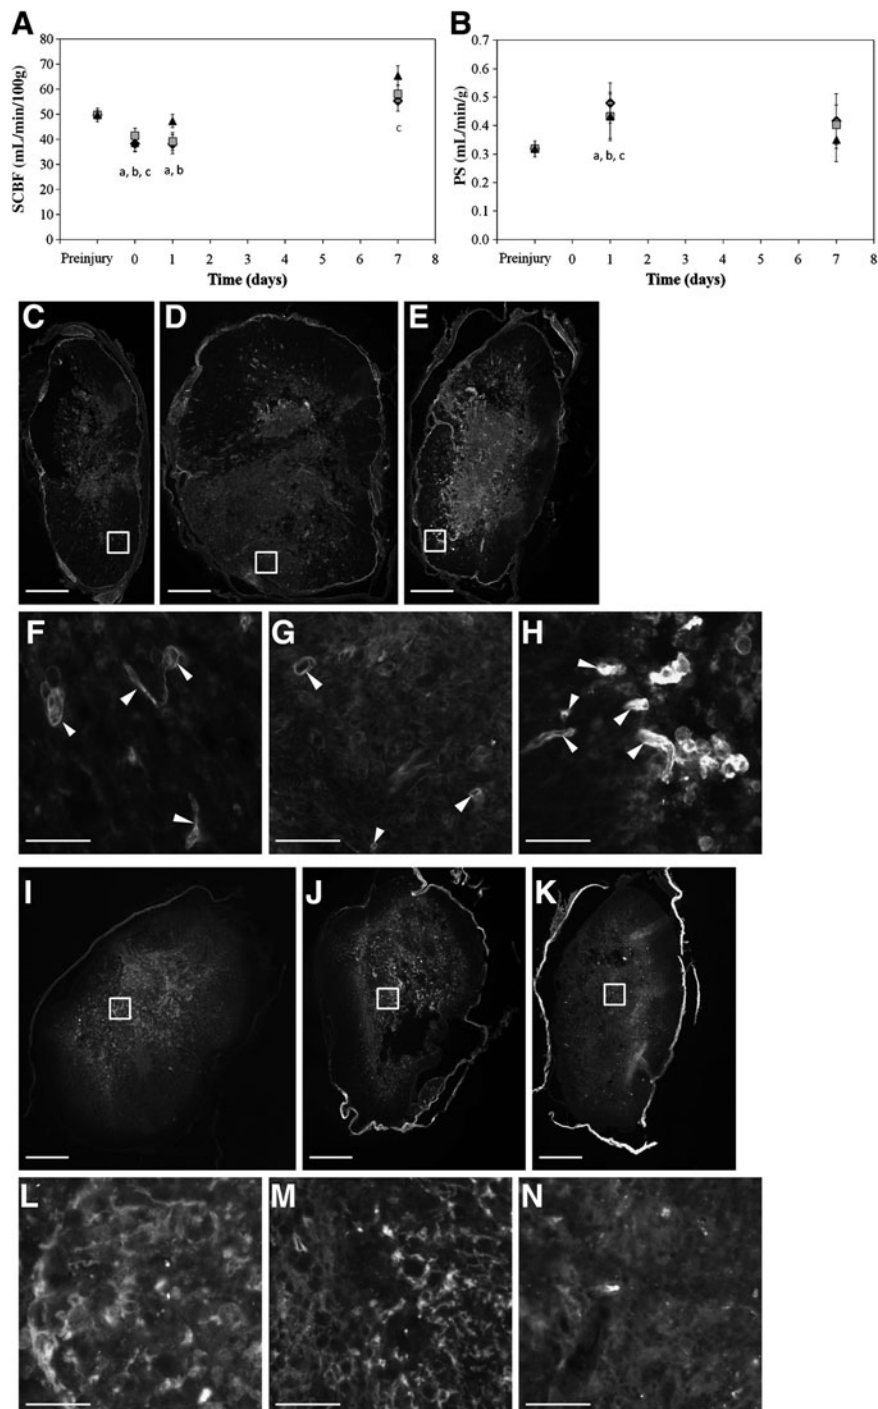 A
80
70
60
50
40
30
20
10
0
SCBF (mL/min/100g)
a, b, c
a, b
c
Preinjury 0 1 2 3 4 5 6 7 8
Time (days)
B
0.7
0.6
0.5
0.4
0.3
0.2
0.1
0.0
PS (mL/min/g)
a, b, c
Preinjury 0 1 2 3 4 5 6 7 8
Time (days)
C
D
E
F
G
H
I
J
K
L
M
N